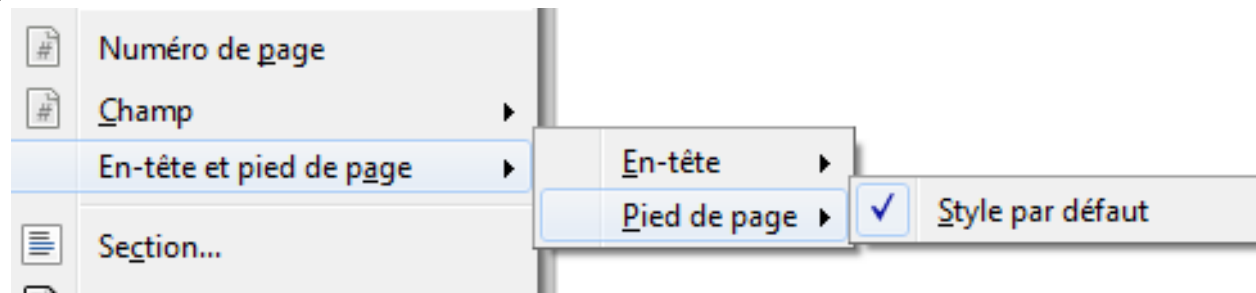 Numéro de page
Champ
En-tête et pied de page
En-tête
Pied de page
Style par défaut
Section...